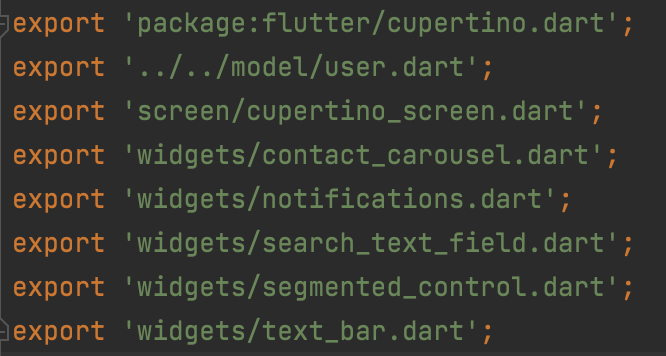 export 'package:flutter/cupertino.dart';
export '../../model/user.dart';
export 'screen/cupertino_screen.dart';
export 'widgets/contact_carousel.dart';
export 'widgets/notifications.dart';
export 'widgets/search_text_field.dart';
export 'widgets/segmented_control.dart';
export 'widgets/text_bar.dart';